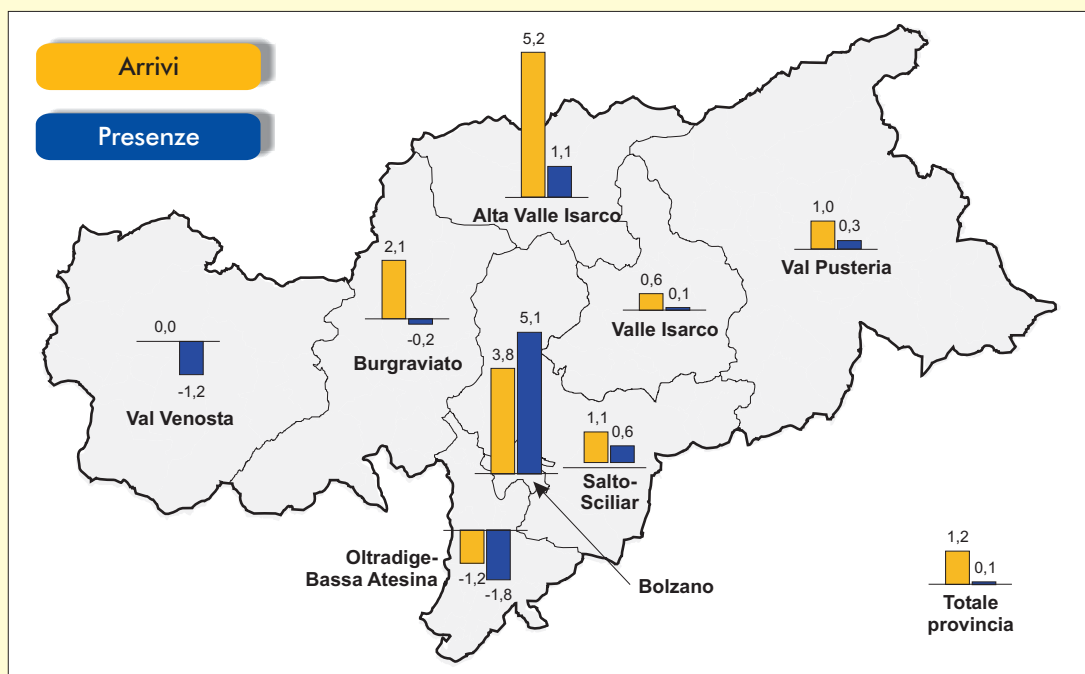 Arrivi
Presenze
5,2
1,1
Alta Valle Isarco
1,0
0,3
Val Pusteria
2,1
-0,2
Burgraviato
0,6
0,1
Valle Isarco
0,0
-1,2
Val Venosta
3,8
5,1
Bolzano
1,1
0,6
Salto-
Sciliar
Oltradige-
Bassa Atesina
-1,2
-1,8
1,2
0,1
Totale
provincia